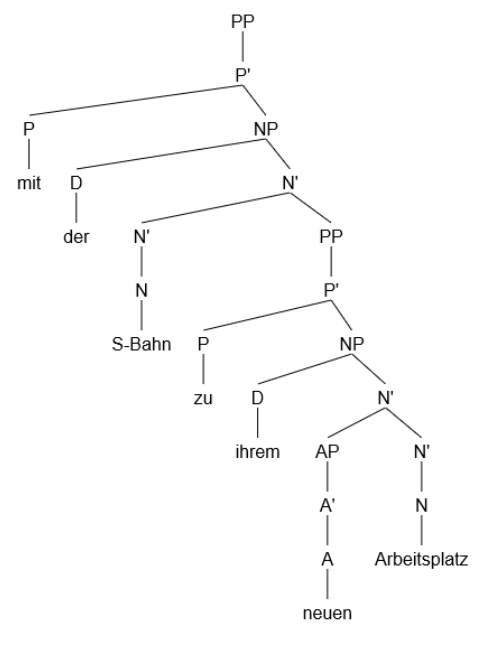 PP
P'
P NP
mit D N'
der N' PP
N P'
S-Bahn P NP
zu D N'
ihrem AP N'
A' N
A Arbeitsplatz
neuen